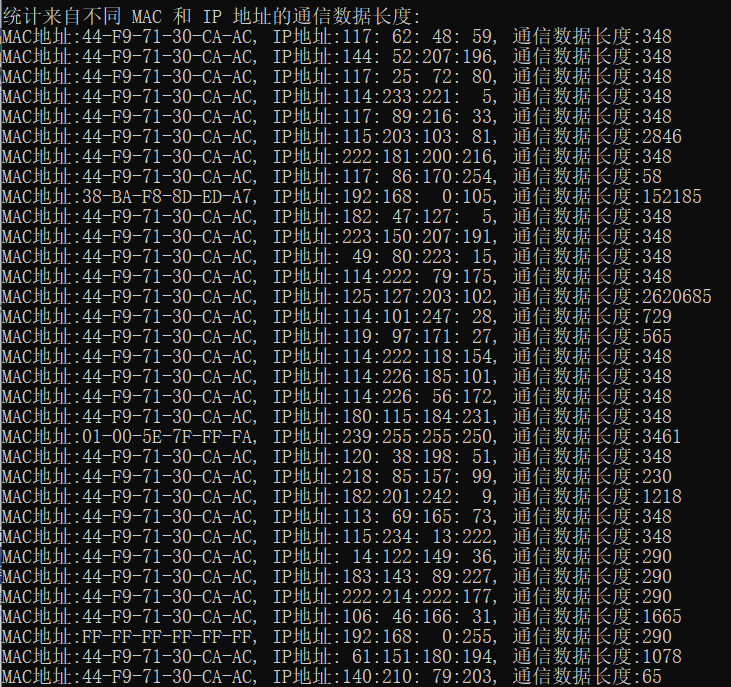 统计来自不同 MAC 和 IP 地址的通信数据长度:
MAC地址:44-F9-71-30-CA-AC, IP地址:117: 62: 48: 59, 通信数据长度:348
MAC地址:44-F9-71-30-CA-AC, IP地址:144: 52:207:196, 通信数据长度:348
MAC地址:44-F9-71-30-CA-AC, IP地址:117: 25: 72: 80, 通信数据长度:348
MAC地址:44-F9-71-30-CA-AC, IP地址:114:233:221:  5, 通信数据长度:348
MAC地址:44-F9-71-30-CA-AC, IP地址:117: 89:216: 33, 通信数据长度:348
MAC地址:44-F9-71-30-CA-AC, IP地址:115:203:103: 81, 通信数据长度:2846
MAC地址:44-F9-71-30-CA-AC, IP地址:222:181:200:216, 通信数据长度:348
MAC地址:44-F9-71-30-CA-AC, IP地址:117: 86:170:254, 通信数据长度:58
MAC地址:38-BA-F8-8D-ED-A7, IP地址:192:168:  0:105, 通信数据长度:152185
MAC地址:44-F9-71-30-CA-AC, IP地址:182: 47:127:  5, 通信数据长度:348
MAC地址:44-F9-71-30-CA-AC, IP地址:223:150:207:191, 通信数据长度:348
MAC地址:44-F9-71-30-CA-AC, IP地址: 49: 80:223: 15, 通信数据长度:348
MAC地址:44-F9-71-30-CA-AC, IP地址:114:222: 79:175, 通信数据长度:348
MAC地址:44-F9-71-30-CA-AC, IP地址:125:127:203:102, 通信数据长度:2620685
MAC地址:44-F9-71-30-CA-AC, IP地址:114:101:247: 28, 通信数据长度:729
MAC地址:44-F9-71-30-CA-AC, IP地址:119: 97:171: 27, 通信数据长度:565
MAC地址:44-F9-71-30-CA-AC, IP地址:114:222:118:154, 通信数据长度:348
MAC地址:44-F9-71-30-CA-AC, IP地址:114:226:185:101, 通信数据长度:348
MAC地址:44-F9-71-30-CA-AC, IP地址:114:226: 56:172, 通信数据长度:348
MAC地址:44-F9-71-30-CA-AC, IP地址:180:115:184:231, 通信数据长度:348
MAC地址:01-00-5E-7F-FF-FA, IP地址:239:255:255:250, 通信数据长度:3461
MAC地址:44-F9-71-30-CA-AC, IP地址:120: 38:198: 51, 通信数据长度:348
MAC地址:44-F9-71-30-CA-AC, IP地址:218: 85:157: 99, 通信数据长度:230
MAC地址:44-F9-71-30-CA-AC, IP地址:182:201:242:  9, 通信数据长度:1218
MAC地址:44-F9-71-30-CA-AC, IP地址:113: 69:165: 73, 通信数据长度:348
MAC地址:44-F9-71-30-CA-AC, IP地址:115:234: 13:222, 通信数据长度:348
MAC地址:44-F9-71-30-CA-AC, IP地址: 14:122:149: 36, 通信数据长度:290
MAC地址:44-F9-71-30-CA-AC, IP地址:183:143: 89:227, 通信数据长度:290
MAC地址:44-F9-71-30-CA-AC, IP地址:222:214:222:177, 通信数据长度:290
MAC地址:44-F9-71-30-CA-AC, IP地址:106: 46:166: 31, 通信数据长度:1665
MAC地址:FF-FF-FF-FF-FF-FF, IP地址:192:168:  0:255, 通信数据长度:290
MAC地址:44-F9-71-30-CA-AC, IP地址: 61:151:180:194, 通信数据长度:1078
MAC地址:44-F9-71-30-CA-AC, IP地址:140:210: 79:203, 通信数据长度:65